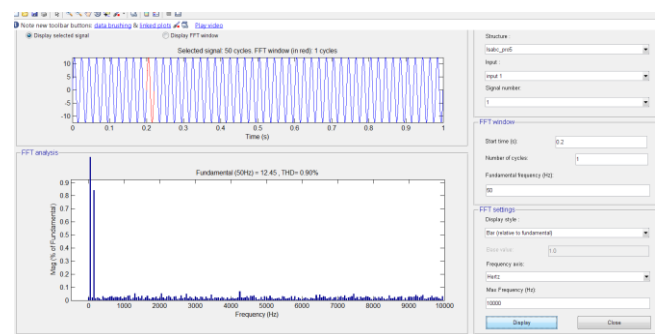 Note new toolbar buttons: data brushing & linked plots Play video
Display selected signal Display FFT window
Selected signal: 50 cycles. FFT window (in red): 1 cycles
10
5
0
-5
-10
0 0.1 0.2 0.3 0.4 0.5 0.6 0.7 0.8 0.9 1
Time (s)
FFT analysis
Fundamental (50Hz) = 12.45 , THD= 0.90%
0.9
0.8
0.7
0.6
0.5
0.4
0.3
0.2
0.1
0
Mag (% of Fundamental)
0 1000 2000 3000 4000 5000 6000 7000 8000 9000 10000
Frequency (Hz)
Structure :
Isabc_pro5
Input :
input 1
Signal number:
1
FFT window
Start time (s): 0.2
Number of cycles: 1
Fundamental frequency (Hz):
50
FFT settings
Display style :
Bar (relative to fundamental)
Base value: 1.0
Frequency axis:
Hertz
Max Frequency (Hz):
10000
Display Close